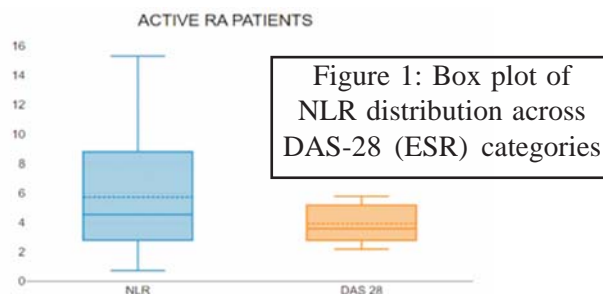 ACTIVE RA PATIENTS
16
14
12
10
8
6
4
2
0
Figure 1: Box plot of
NLR distribution across
DAS-28 (ESR) categories
NLR
DAS 28